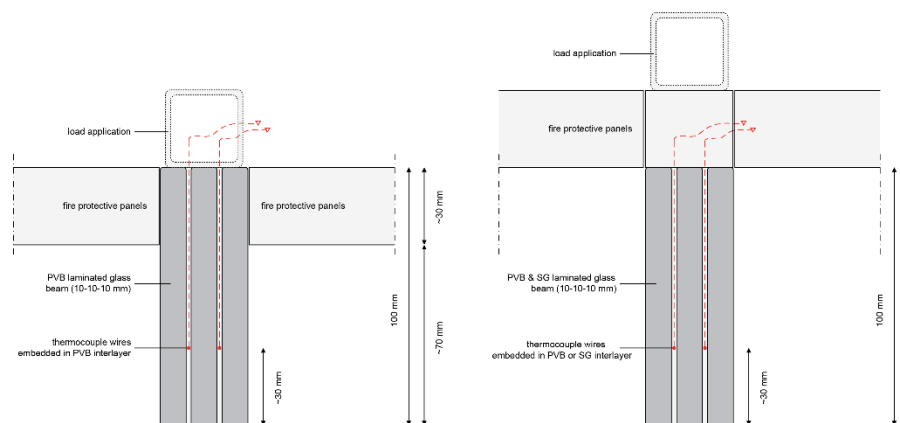 load application
fire protective panels
fire protective panels
~30 mm
PVB laminated glass
beam (10-10-10 mm)
100 mm
~70 mm
thermocouple wires
embedded in PVB interlayer
~30 mm
load application
fire protective panels
PVB & SG laminated glass
beam (10-10-10 mm)
100 mm
thermocouple wires
embedded in PVB or SG interlayer
~30 mm